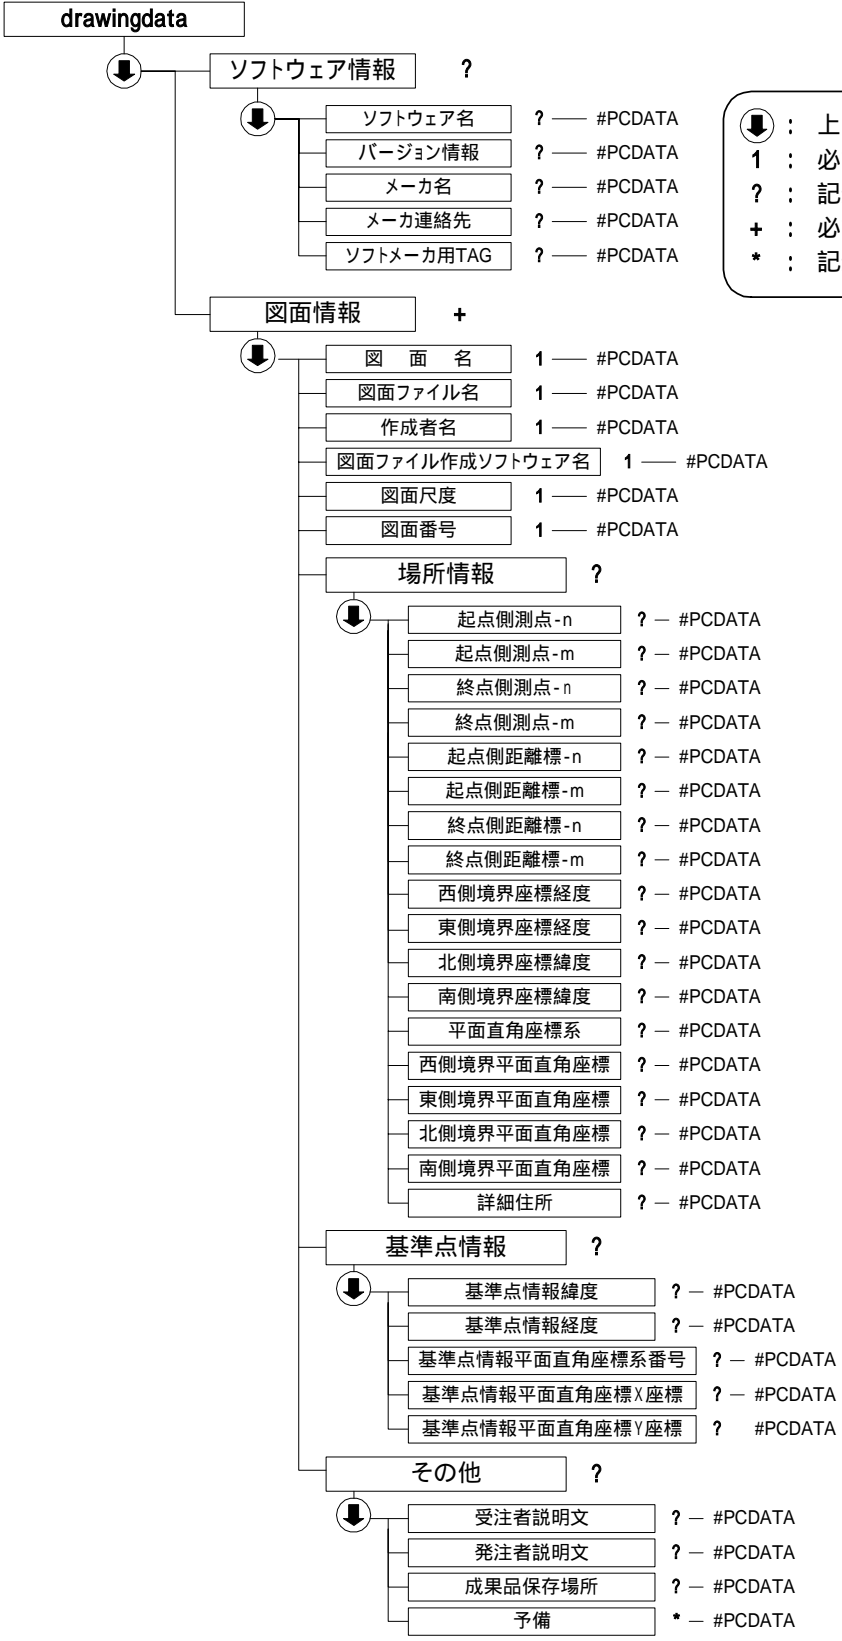 drawingdata
ソフトウェア情報 ?
ソフトウェア名 ? #PCDATA
バージョン情報 ? #PCDATA
メーカ名 ? #PCDATA
メーカ連絡先 ? #PCDATA
ソフトメーカ用TAG ? #PCDATA
: 上
1 : 必
? : 記
+ : 必
* : 記
図面情報 +
図 面 名 1 #PCDATA
図面ファイル名 1 #PCDATA
作成者名 1 #PCDATA
図面ファイル作成ソフトウェア名 1 #PCDATA
図面尺度 1 #PCDATA
図面番号 1 #PCDATA
場所情報 ?
起点側測点-n ? #PCDATA
起点側測点-m ? #PCDATA
終点側測点-n ? #PCDATA
終点側測点-m ? #PCDATA
起点側距離標-n ? #PCDATA
起点側距離標-m ? #PCDATA
終点側距離標-n ? #PCDATA
終点側距離標-m ? #PCDATA
西側境界座標経度 ? #PCDATA
東側境界座標経度 ? #PCDATA
北側境界座標緯度 ? #PCDATA
南側境界座標緯度 ? #PCDATA
平面直角座標系 ? #PCDATA
西側境界平面直角座標 ? #PCDATA
東側境界平面直角座標 ? #PCDATA
北側境界平面直角座標 ? #PCDATA
南側境界平面直角座標 ? #PCDATA
詳細住所 ? #PCDATA
基準点情報 ?
基準点情報緯度 ? #PCDATA
基準点情報経度 ? #PCDATA
基準点情報平面直角座標系番号 ? #PCDATA
基準点情報平面直角座標X座標 ? #PCDATA
基準点情報平面直角座標Y座標 ? #PCDATA
その他 ?
受注者説明文 ? #PCDATA
発注者説明文 ? #PCDATA
成果品保存場所 ? #PCDATA
予備 * #PCDATA